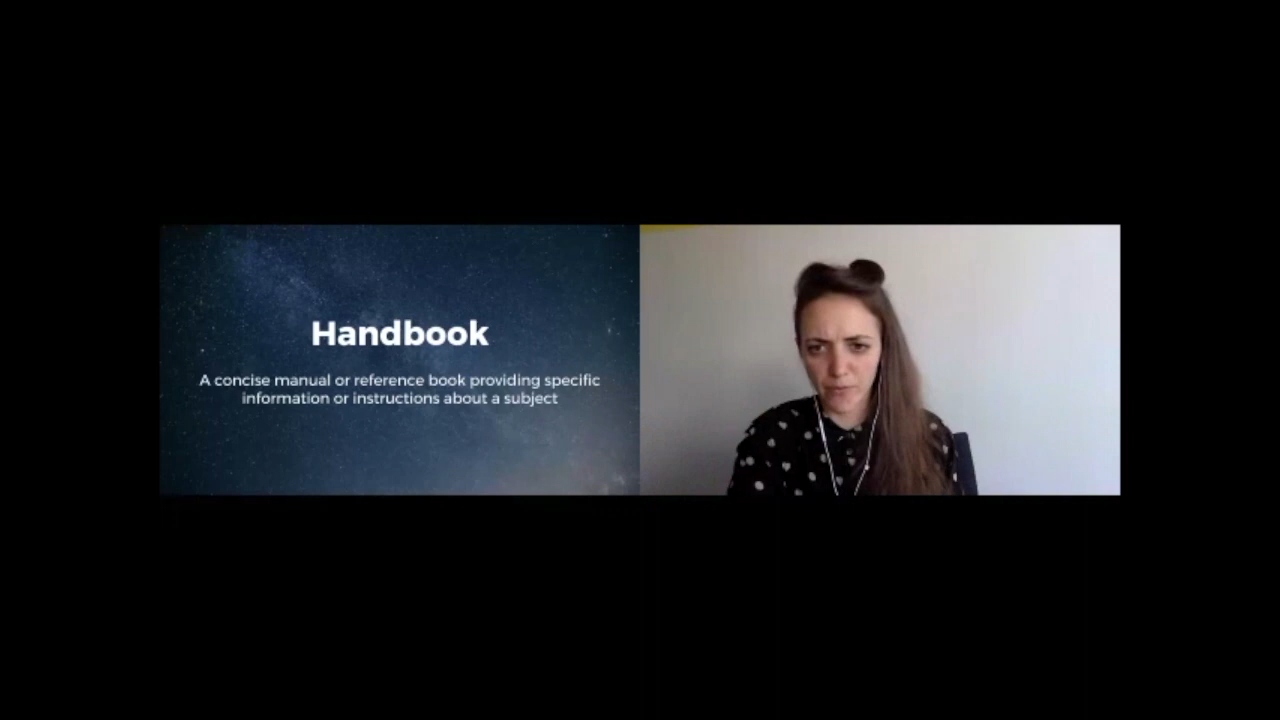 Handbook
A concise manual or reference book providing specific
information or instructions about a subject